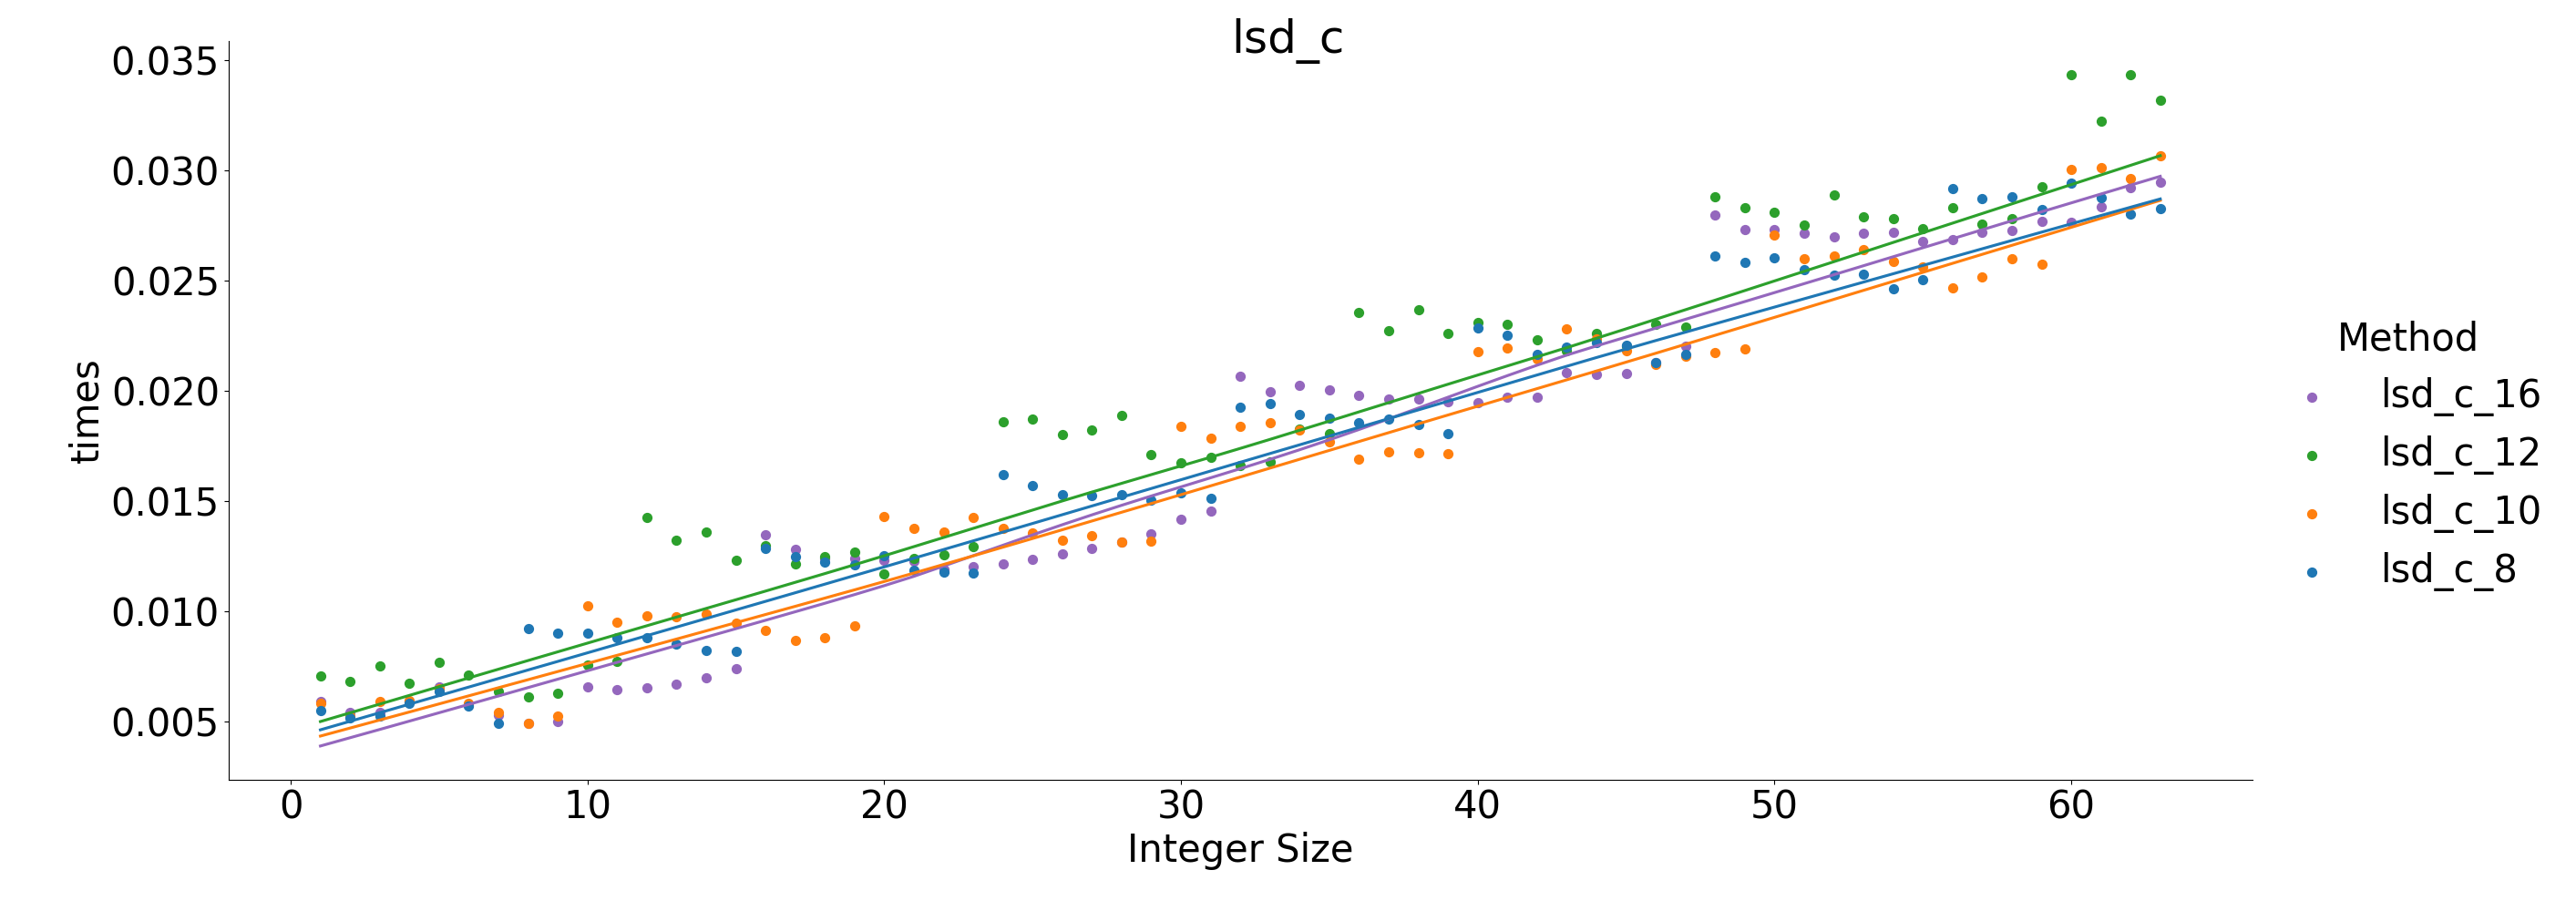 lsd_c
0.035
0.030
0.025
0.020
0.015
0.010
0.005
times
0 10 20 30 40 50 60
Integer Size
Method
lsd_c_16
lsd_c_12
lsd_c_10
lsd_c_8